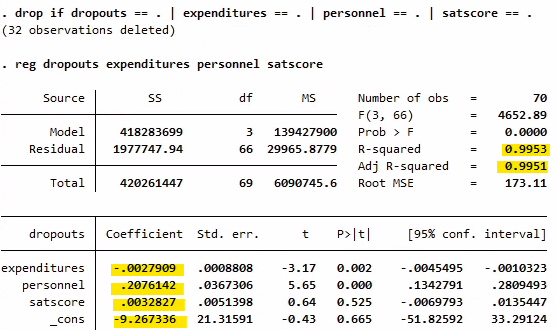 . drop if dropouts == . | expenditures == . | personnel == . | satscore == .
(32 observations deleted)
. reg dropouts expenditures personnel satscore
Source | SS df MS Number of obs = 70
F(3, 66) = 4652.89
Model | 418283699 3 139427900 Prob > F = 0.0000
Residual | 1977747.94 66 29965.8779 R-squared = 0.9953
Adj R-squared = 0.9951
Total | 420261447 69 6090745.6 Root MSE = 173.11
dropouts | Coefficient Std. err. t P>|t| [95% conf. interval]
expenditures | -.0027909 .0008808 -3.17 0.002 -.0045495 -.0010323
personnel | .2076142 .0367306 5.65 0.000 .1342791 .2809493
satscore | .0032827 .0051398 0.64 0.525 -.0069793 .0135447
_cons | -9.267336 21.31591 -0.43 0.665 -51.82592 33.29124